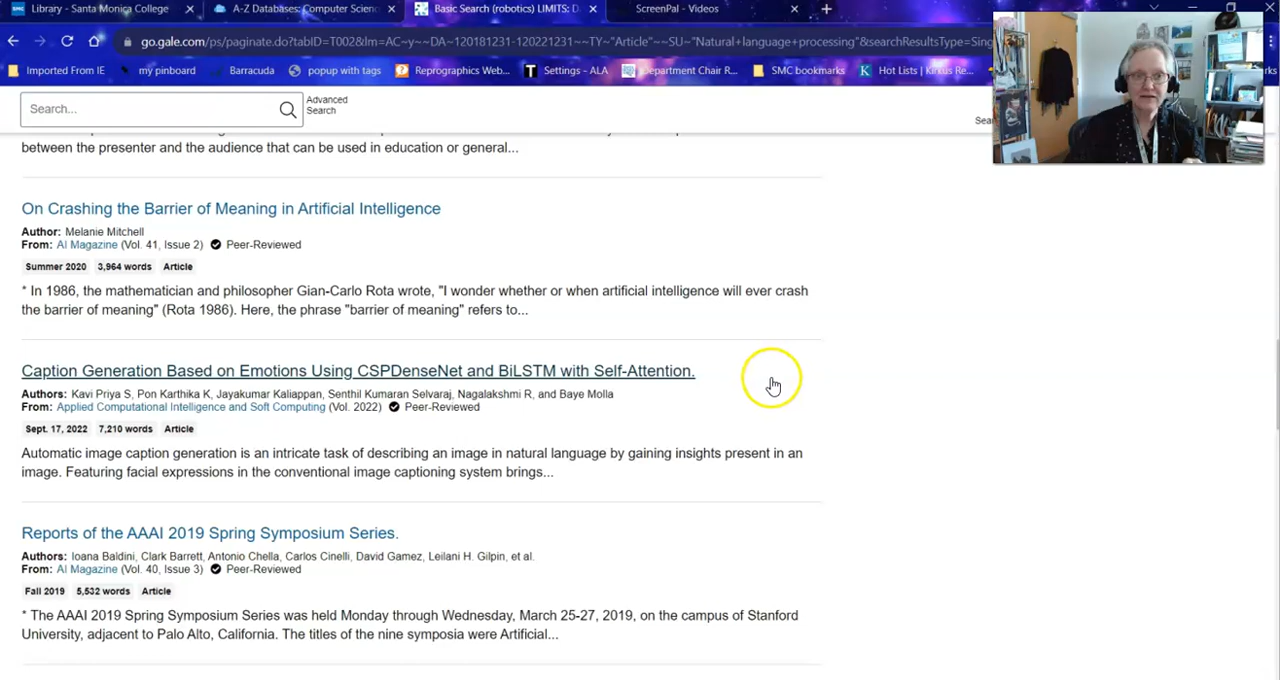 SMC Library - Santa Monica College
A-Z Databases: Computer Scienc
Basic Search (robotics) LIMITS: D
ScreenPal - Videos
go.gale.com/ps/paginate.do?tabID=T002&lm=AC~y~~DA~120181231-120221231~~TY~"Article"~~SU~"Natural+language+processing"&searchResultsType=Sing
Imported From IE
my pinboard
Barracuda
popup with tags
Reprographics Web...
Settings - ALA
Department Chair R...
SMC bookmarks
Hot Lists | Kirkus Re...
Search...
Advanced
Search
between the presenter and the audience that can be used in education or general...
On Crashing the Barrier of Meaning in Artificial Intelligence
Author: Melanie Mitchell
From: AI Magazine (Vol. 41, Issue 2) Peer-Reviewed
Summer 2020 3,964 words Article
* In 1986, the mathematician and philosopher Gian-Carlo Rota wrote, "I wonder whether or when artificial intelligence will ever crash
the barrier of meaning" (Rota 1986). Here, the phrase "barrier of meaning" refers to...
Caption Generation Based on Emotions Using CSPDenseNet and BiLSTM with Self-Attention.
Authors: Kavi Priya S, Pon Karthika K, Jayakumar Kaliappan, Senthil Kumaran Selvaraj, Nagalakshmi R, and Baye Molla
From: Applied Computational Intelligence and Soft Computing (Vol. 2022) Peer-Reviewed
Sept. 17, 2022 7,210 words Article
Automatic image caption generation is an intricate task of describing an image in natural language by gaining insights present in an
image. Featuring facial expressions in the conventional image captioning system brings...
Reports of the AAAI 2019 Spring Symposium Series.
Authors: Ioana Baldini, Clark Barrett, Antonio Chella, Carlos Cinelli, David Gamez, Leilani H. Gilpin, et al.
From: AI Magazine (Vol. 40, Issue 3) Peer-Reviewed
Fall 2019 5,532 words Article
* The AAAI 2019 Spring Symposium Series was held Monday through Wednesday, March 25-27, 2019, on the campus of Stanford
University, adjacent to Palo Alto, California. The titles of the nine symposia were Artificial...